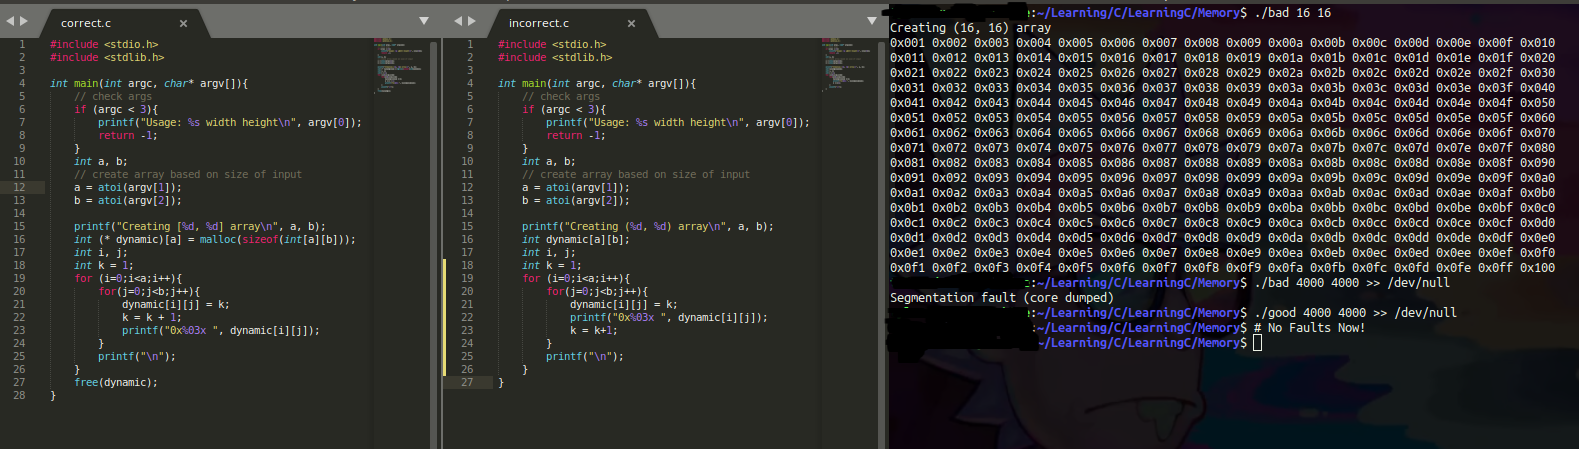 correct.c ×
1 #include <stdio.h>
2 #include <stdlib.h>
3
4 int main(int argc, char* argv[]){
5     // check args
6     if (argc < 3){
7         printf("Usage: %s width height\n", argv[0]);
8         return -1;
9     }
10     int a, b;
11     // create array based on size of input
12     a = atoi(argv[1]);
13     b = atoi(argv[2]);
14
15     printf("Creating [%d, %d] array\n", a, b);
16     int (* dynamic)[a] = malloc(sizeof(int[a][b]));
17     int i, j;
18     int k = 1;
19     for (i=0;i<a;i++){
20         for(j=0;j<b;j++){
21             dynamic[i][j] = k;
22             k = k + 1;
23             printf("0x%03x ", dynamic[i][j]);
24         }
25         printf("\n");
26     }
27     free(dynamic);
28 }
incorrect.c ×
1 #include <stdio.h>
2 #include <stdlib.h>
3
4 int main(int argc, char* argv[]){
5     // check args
6     if (argc < 3){
7         printf("Usage: %s width height\n", argv[0]);
8         return -1;
9     }
10     int a, b;
11     // create array based on size of input
12     a = atoi(argv[1]);
13     b = atoi(argv[2]);
14
15     printf("Creating (%d, %d) array\n", a, b);
16     int dynamic[a][b];
17     int i, j;
18     int k = 1;
19     for (i=0;i<a;i++){
20         for(j=0;j<b;j++){
21             dynamic[i][j] = k;
22             printf("0x%03x ", dynamic[i][j]);
23             k = k+1;
24         }
25         printf("\n");
26     }
27 }
:~/Learning/C/LearningC/Memory$ ./bad 16 16
Creating (16, 16) array
0x001 0x002 0x003 0x004 0x005 0x006 0x007 0x008 0x009 0x00a 0x00b 0x00c 0x00d 0x00e 0x00f 0x010
0x011 0x012 0x013 0x014 0x015 0x016 0x017 0x018 0x019 0x01a 0x01b 0x01c 0x01d 0x01e 0x01f 0x020
0x021 0x022 0x023 0x024 0x025 0x026 0x027 0x028 0x029 0x02a 0x02b 0x02c 0x02d 0x02e 0x02f 0x030
0x031 0x032 0x033 0x034 0x035 0x036 0x037 0x038 0x039 0x03a 0x03b 0x03c 0x03d 0x03e 0x03f 0x040
0x041 0x042 0x043 0x044 0x045 0x046 0x047 0x048 0x049 0x04a 0x04b 0x04c 0x04d 0x04e 0x04f 0x050
0x051 0x052 0x053 0x054 0x055 0x056 0x057 0x058 0x059 0x05a 0x05b 0x05c 0x05d 0x05e 0x05f 0x060
0x061 0x062 0x063 0x064 0x065 0x066 0x067 0x068 0x069 0x06a 0x06b 0x06c 0x06d 0x06e 0x06f 0x070
0x071 0x072 0x073 0x074 0x075 0x076 0x077 0x078 0x079 0x07a 0x07b 0x07c 0x07d 0x07e 0x07f 0x080
0x081 0x082 0x083 0x084 0x085 0x086 0x087 0x088 0x089 0x08a 0x08b 0x08c 0x08d 0x08e 0x08f 0x090
0x091 0x092 0x093 0x094 0x095 0x096 0x097 0x098 0x099 0x09a 0x09b 0x09c 0x09d 0x09e 0x09f 0x0a0
0x0a1 0x0a2 0x0a3 0x0a4 0x0a5 0x0a6 0x0a7 0x0a8 0x0a9 0x0aa 0x0ab 0x0ac 0x0ad 0x0ae 0x0af 0x0b0
0x0b1 0x0b2 0x0b3 0x0b4 0x0b5 0x0b6 0x0b7 0x0b8 0x0b9 0x0ba 0x0bb 0x0bc 0x0bd 0x0be 0x0bf 0x0c0
0x0c1 0x0c2 0x0c3 0x0c4 0x0c5 0x0c6 0x0c7 0x0c8 0x0c9 0x0ca 0x0cb 0x0cc 0x0cd 0x0ce 0x0cf 0x0d0
0x0d1 0x0d2 0x0d3 0x0d4 0x0d5 0x0d6 0x0d7 0x0d8 0x0d9 0x0da 0x0db 0x0dc 0x0dd 0x0de 0x0df 0x0e0
0x0e1 0x0e2 0x0e3 0x0e4 0x0e5 0x0e6 0x0e7 0x0e8 0x0e9 0x0ea 0x0eb 0x0ec 0x0ed 0x0ee 0x0ef 0x0f0
0x0f1 0x0f2 0x0f3 0x0f4 0x0f5 0x0f6 0x0f7 0x0f8 0x0f9 0x0fa 0x0fb 0x0fc 0x0fd 0x0fe 0x0ff 0x100
:~/Learning/C/LearningC/Memory$ ./bad 4000 4000 >> /dev/null
Segmentation fault (core dumped)
:~/Learning/C/LearningC/Memory$ ./good 4000 4000 >> /dev/null
:~/Learning/C/LearningC/Memory$ # No Faults Now!
:~/Learning/C/LearningC/Memory$